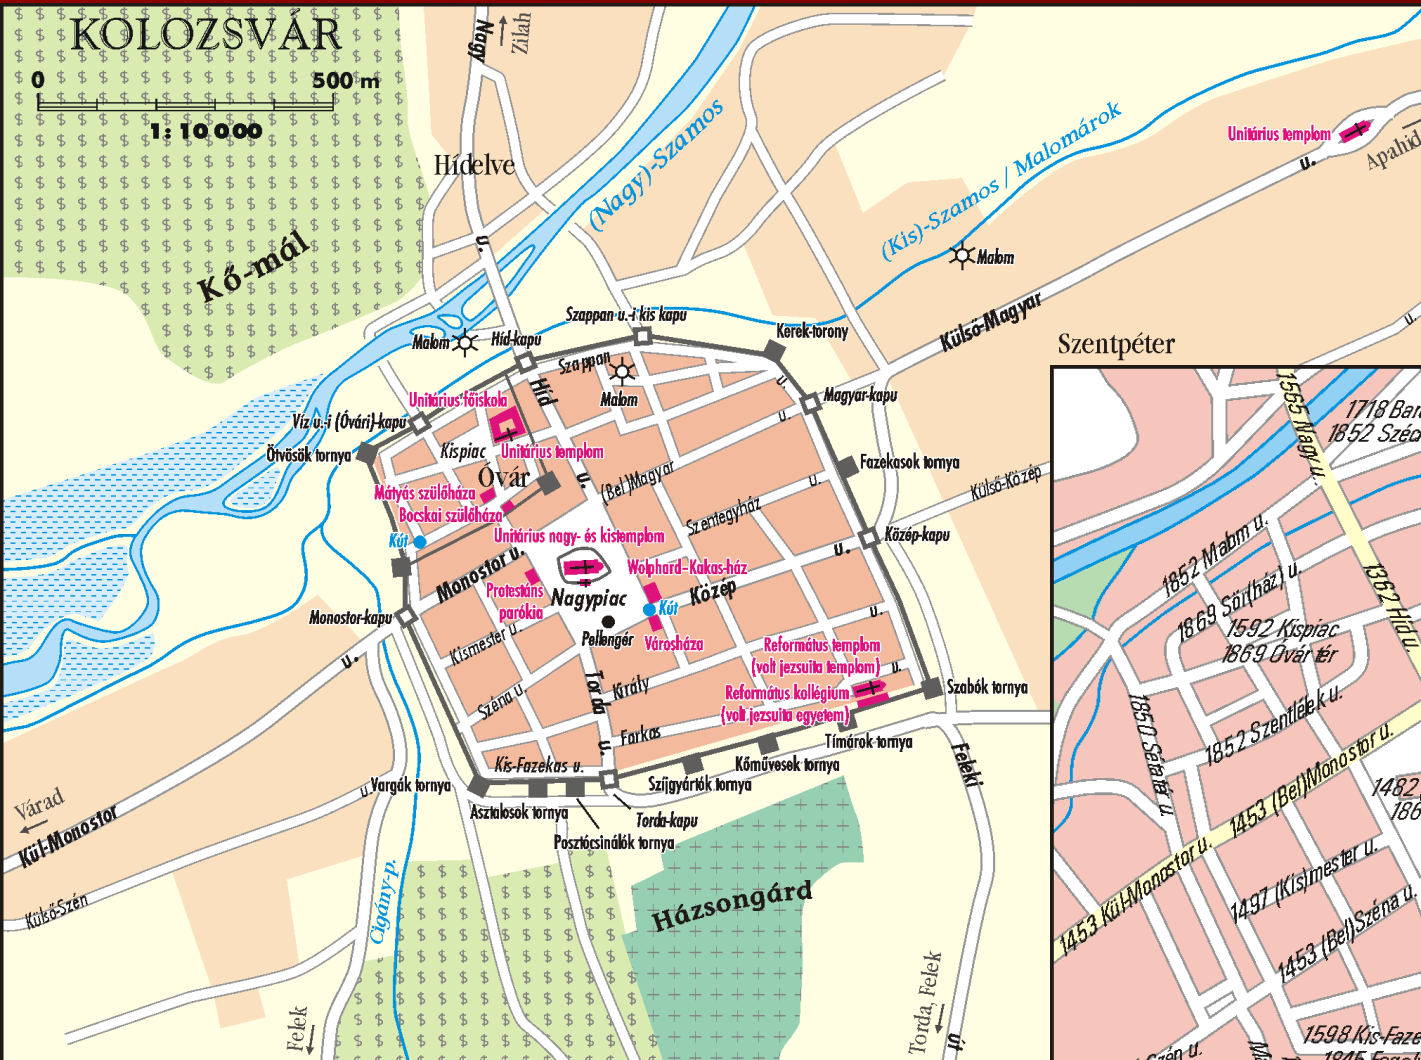 KOLOZSVÁR
0 500 m
1: 10 000
Nagy
Zilah
Hídelve
u.
(Nagy)-Szamos
(Kis)-Szamos / Malomárok
Unitárius templom
u.
Apahid
Kő-mál
Malom
Külső-Magyar
u.
Szentpéter
Szappan u.-i kis kapu
Kerek-torony
Malom
Híd-kapu
Szappan
u.
Malom
Híd
Magyar-kapu
u.
Unitárius főiskola
Víz u.-i (Óvári)-kapu
Ötvösök tornya
Kispiac
Unitárius templom
Óvár
u.
(Bel)Magyar
Fazekasok tornya
u.
Külső-Közép
Mátyás szülőháza
Bocskai szülőháza
Szentegyház
Kút
Unitárius nagy- és kistemplom
Közép-kapu
u.
Monostor u.
Wolphard-Kakas-ház
Protestáns
parókia
Nagypiac
Kút
Közép
u.
Monostor-kapu
Pellengér
Városháza
Kismester u.
u.
Református templom
(volt jezsuita templom)
u.
Református kollégium
(volt jezsuita egyetem)
Szabók tornya
Széna u.
Torda
Király
u.
Farkas
Tímárok tornya
Kőművesek tornya
Szíjgyártók tornya
Kis-Fazekas u.
Vargák tornya
u.
Asztalosok tornya
Torda-kapu
Postócsinálók tornya
Feleki
Várad
Kül-Monostor
Külső-Szén
Cigány-p.
Házsongárd
Felek
Torda, Felek
út
1565 Nagy u.
1718 Bar
1852 Széc
1852 Malom u.
1869 Sör(ház) u.
1592 Kispiac
1869 Óvár tér
1362 Híd u.
1850 Sétatér u.
1852 Szentlélek u.
1453 (Bel)Monostor u.
1482
186
1453 Kül-Monostor u.
1497 (Kis)mester u.
1453 (Bel)Széna u.
1598 Kis-Faze